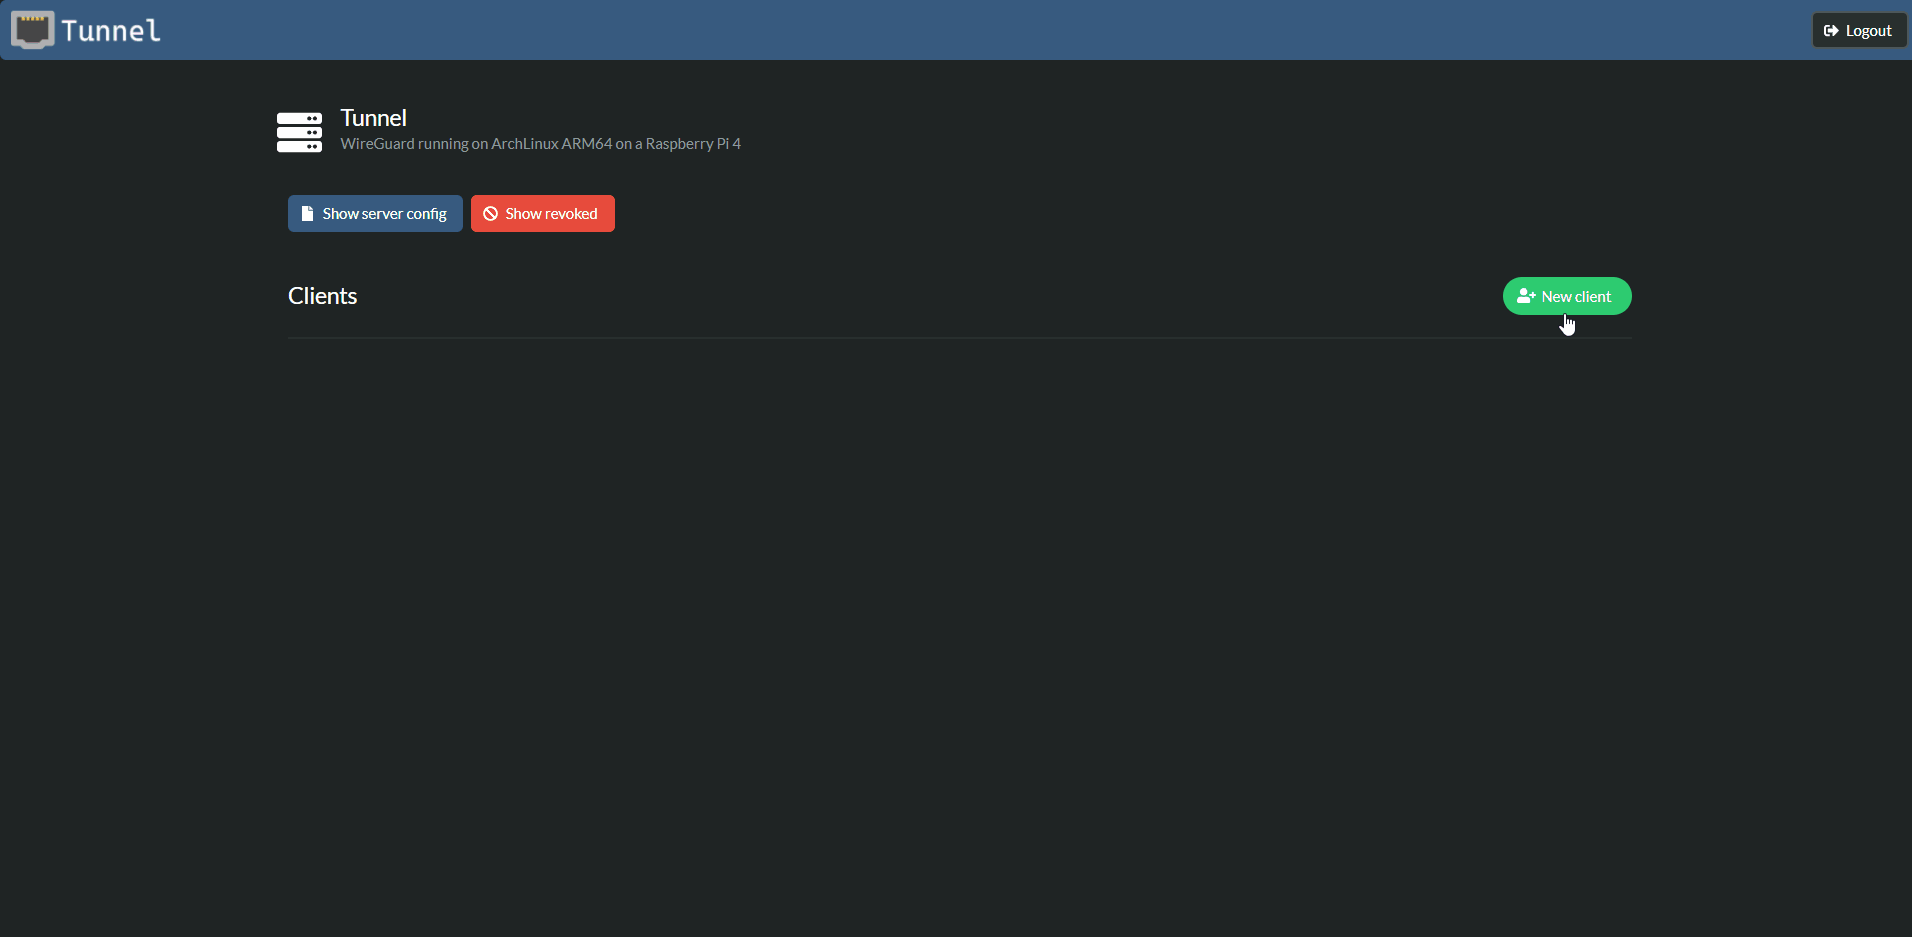 Tunnel
Logout
Tunnel
WireGuard running on ArchLinux ARM64 on a Raspberry Pi 4
Show server config
Show revoked
Clients
New client